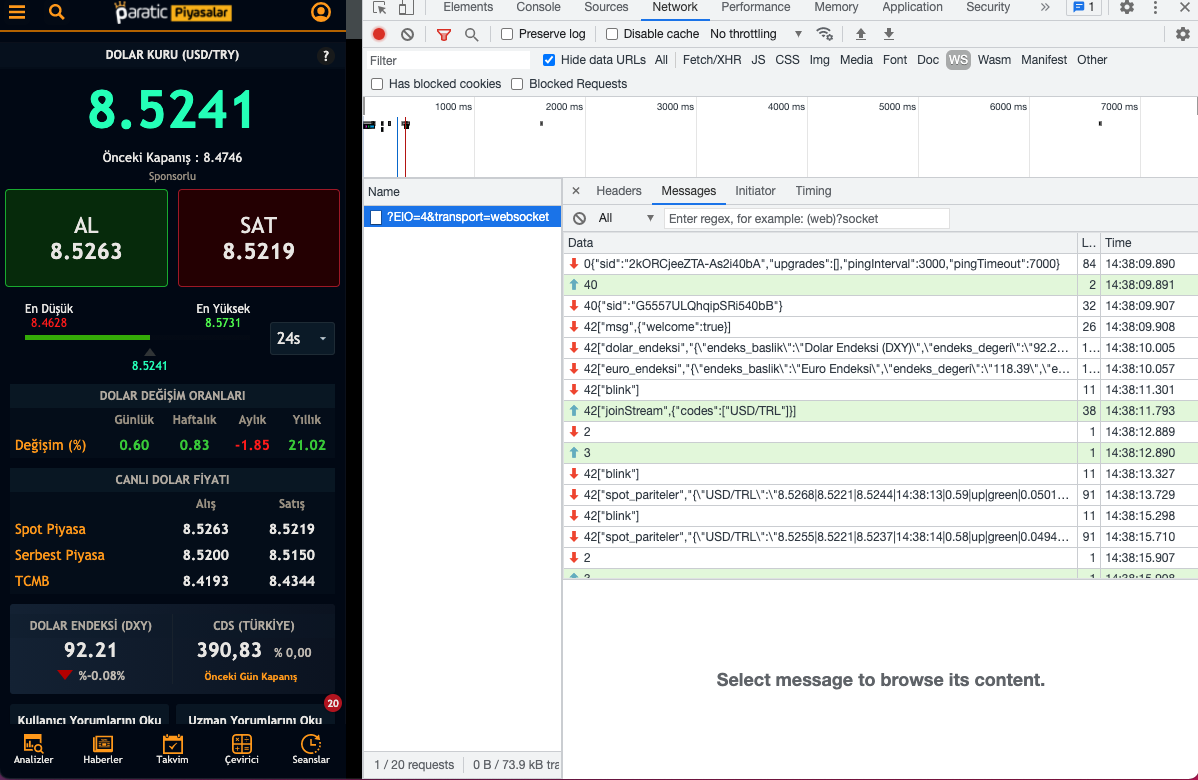 paratic Piyasalar
DOLAR KURU (USD/TRY)
?
8.5241
Önceki Kapanış : 8.4746
Sponsorlu
AL
8.5263
SAT
8.5219
En Düşük
8.4628
En Yüksek
8.5731
24s
8.5241
DOLAR DEĞİŞİM ORANLARI
Günlük Haftalık Aylık Yıllık
Değişim (%) 0.60 0.83 -1.85 21.02
CANLI DOLAR FİYATI
Alış Satış
Spot Piyasa 8.5263 8.5219
Serbest Piyasa 8.5200 8.5150
TCMB 8.4193 8.4344
DOLAR ENDEKSİ (DXY)
92.21
%-0.08%
CDS (TÜRKİYE)
390,83 % 0,00
Önceki Gün Kapanış
20
Kullanıcı Yorumlarını Oku
Uzman Yorumlarını Oku
Analizler Haberler Takvim Çevirici Seanslar
Elements Console Sources Network Performance Memory Application Security » 1
Preserve log Disable cache No throttling
Filter Hide data URLs All Fetch/XHR JS CSS Img Media Font Doc WS Wasm Manifest Other
Has blocked cookies Blocked Requests
1000 ms 2000 ms 3000 ms 4000 ms 5000 ms 6000 ms 7000 ms
Name
?EIO=4&transport=websocket
× Headers Messages Initiator Timing
All Enter regex, for example: (web)?socket
Data L.. Time
0{"sid":"2kORCjeeZTA-As2i40bA","upgrades":[],"pingInterval":3000,"pingTimeout":7000} 84 14:38:09.890
40 2 14:38:09.891
40{"sid":"G5557ULQhqipSRi540bB"} 32 14:38:09.907
42["msg",{"welcome":true}] 26 14:38:09.908
42["dolar_endeksi","{\"endeks_baslik\":\"Dolar Endeksi (DXY)\",\"endeks_degeri\":\"92.2... 1... 14:38:10.005
42["euro_endeksi","{\"endeks_baslik\":\"Euro Endeksi\",\"endeks_degeri\":\"118.39\",\"e... 1... 14:38:10.057
42["blink"] 11 14:38:11.301
42["joinStream",{"codes":["USD/TRL"]}] 38 14:38:11.793
2 1 14:38:12.889
3 1 14:38:12.890
42["blink"] 11 14:38:13.327
42["spot_pariteler","{\"USD/TRL\":\"8.5268|8.5221|8.5244|14:38:13|0.59|up|green|0.0501... 91 14:38:13.729
42["blink"] 11 14:38:15.298
42["spot_pariteler","{\"USD/TRL\":\"8.5255|8.5221|8.5237|14:38:14|0.58|up|green|0.0494... 91 14:38:15.710
2 1 14:38:15.907
3 1 14:38:15.908
Select message to browse its content.
1 / 20 requests 0 B / 73.9 kB tra